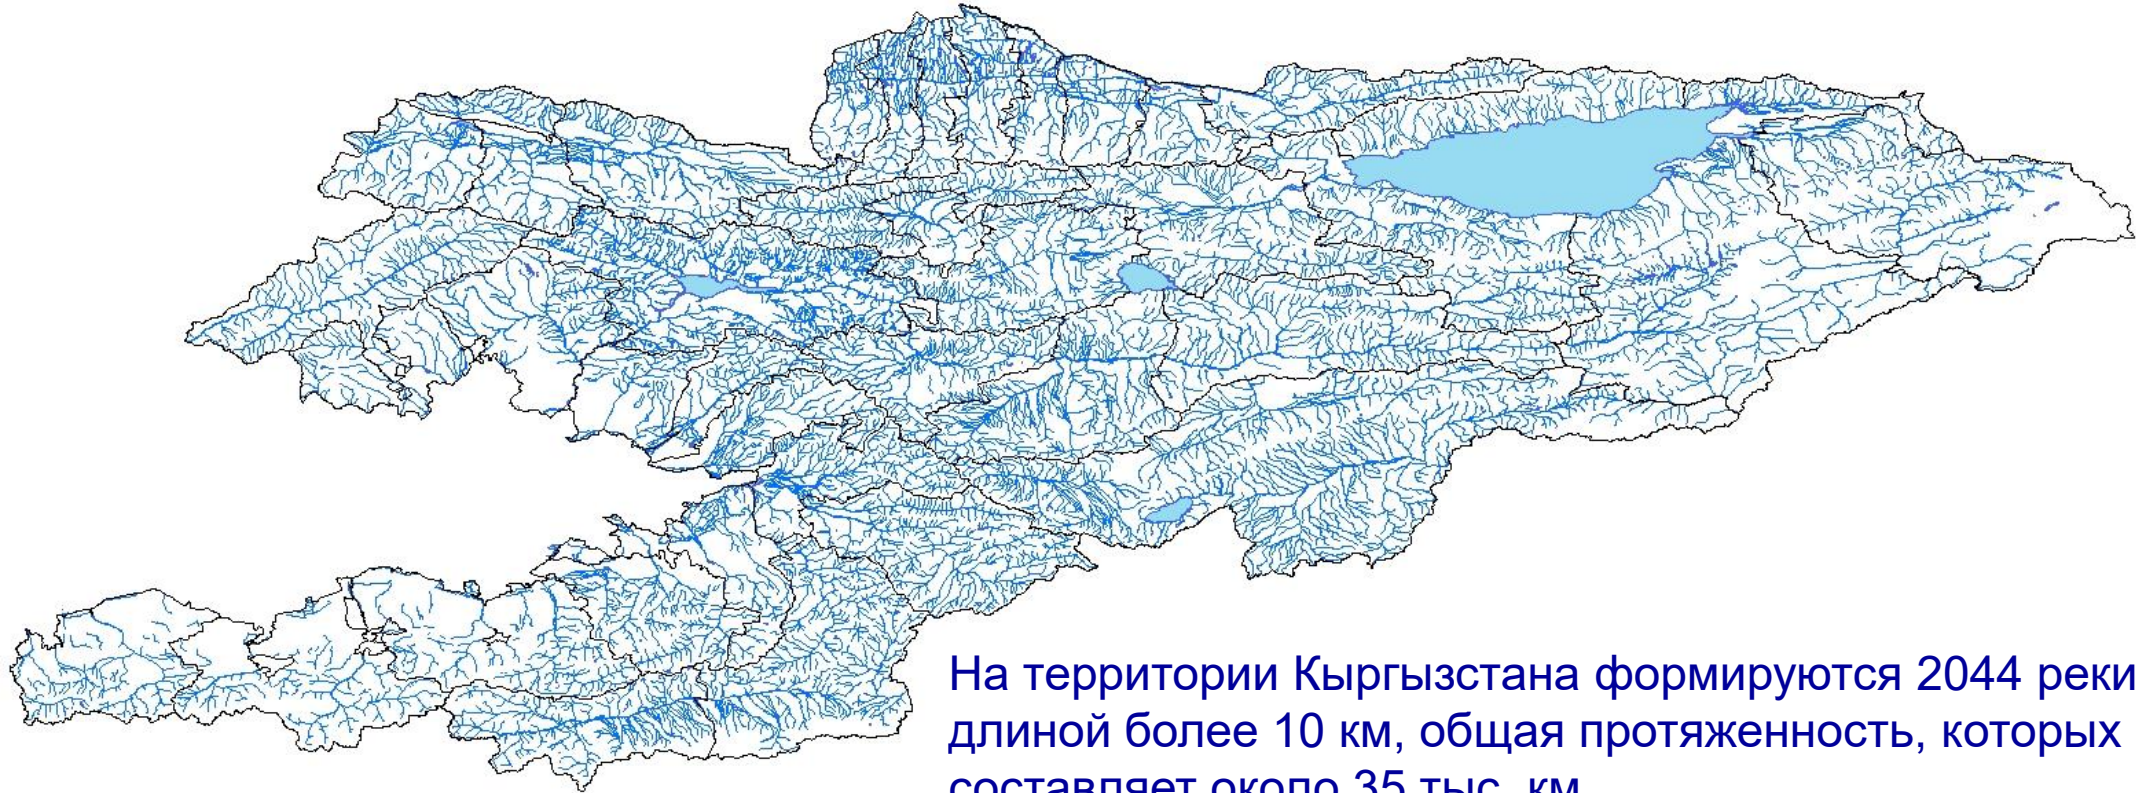 На территории Кыргызстана формируются 2044 реки
длиной более 10 км, общая протяженность, которых
составляет около 35 тыс. км